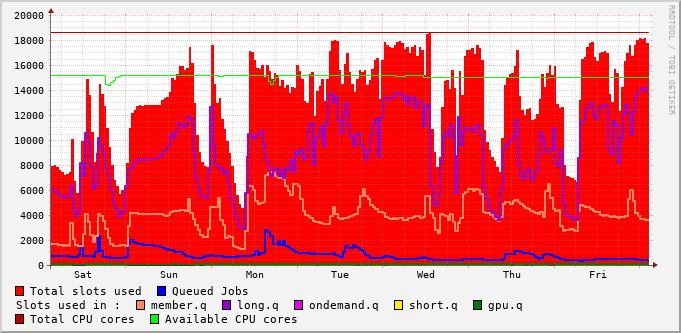 20000
18000
16000
14000
12000
10000
8000
6000
4000
2000
0
Sat Sun Mon Tue Wed Thu Fri
RRDTOOL / TOBI OETIKER
Total slots used Queued Jobs
Slots used in : member.q long.q ondemand.q short.q gpu.q
Total CPU cores Available CPU cores